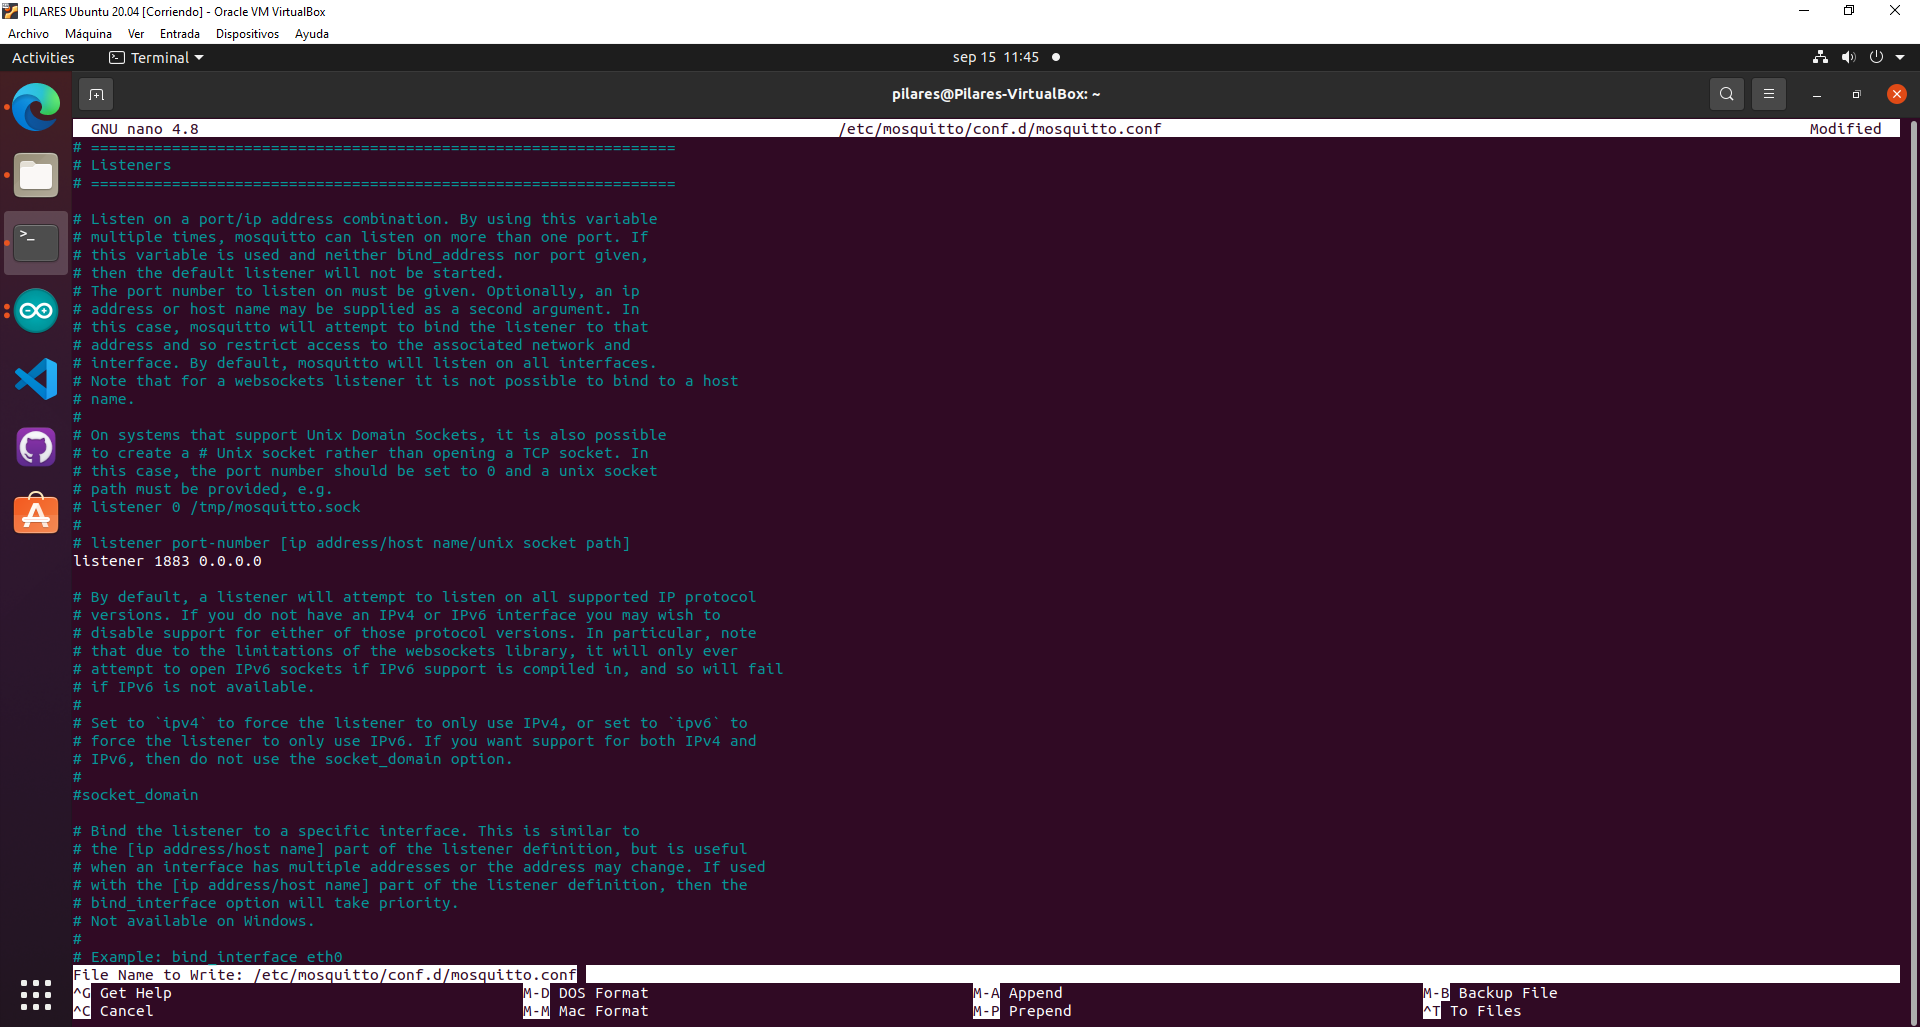 PILARES Ubuntu 20.04 [Corriendo] - Oracle VM VirtualBox
Archivo Máquina Ver Entrada Dispositivos Ayuda
Activities Terminal sep 15 11:45
pilares@Pilares-VirtualBox: ~
GNU nano 4.8 /etc/mosquitto/conf.d/mosquitto.conf Modified
# =================================================================
# Listeners
# =================================================================
# Listen on a port/ip address combination. By using this variable
# multiple times, mosquitto can listen on more than one port. If
# this variable is used and neither bind_address nor port given,
# then the default listener will not be started.
# The port number to listen on must be given. Optionally, an ip
# address or host name may be supplied as a second argument. In
# this case, mosquitto will attempt to bind the listener to that
# address and so restrict access to the associated network and
# interface. By default, mosquitto will listen on all interfaces.
# Note that for a websockets listener it is not possible to bind to a host
# name.
#
# On systems that support Unix Domain Sockets, it is also possible
# to create a # Unix socket rather than opening a TCP socket. In
# this case, the port number should be set to 0 and a unix socket
# path must be provided, e.g.
# listener 0 /tmp/mosquitto.sock
#
# listener port-number [ip address/host name/unix socket path]
listener 1883 0.0.0.0
# By default, a listener will attempt to listen on all supported IP protocol
# versions. If you do not have an IPv4 or IPv6 interface you may wish to
# disable support for either of those protocol versions. In particular, note
# that due to the limitations of the websockets library, it will only ever
# attempt to open IPv6 sockets if IPv6 support is compiled in, and so will fail
# if IPv6 is not available.
#
# Set to `ipv4` to force the listener to only use IPv4, or set to `ipv6` to
# force the listener to only use IPv6. If you want support for both IPv4 and
# IPv6, then do not use the socket_domain option.
#
#socket_domain
# Bind the listener to a specific interface. This is similar to
# the [ip address/host name] part of the listener definition, but is useful
# when an interface has multiple addresses or the address may change. If used
# with the [ip address/host name] part of the listener definition, then the
# bind_interface option will take priority.
# Not available on Windows.
#
# Example: bind_interface eth0
File Name to Write: /etc/mosquitto/conf.d/mosquitto.conf
^G Get Help M-D DOS Format M-A Append M-B Backup File
^C Cancel M-M Mac Format M-P Prepend ^T To Files